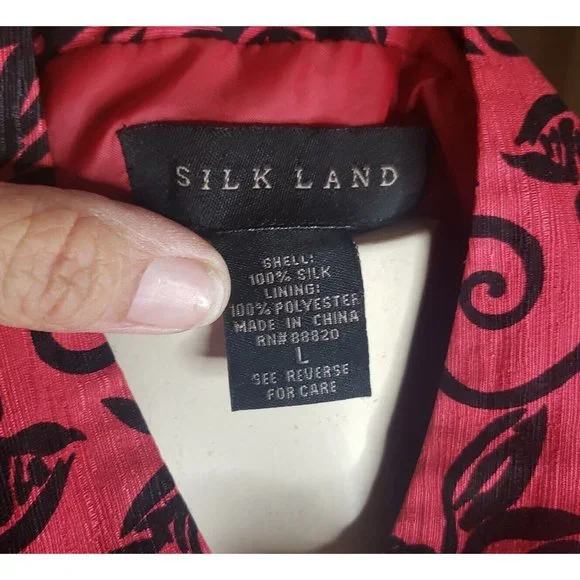 SILK LAND
SHELL:
100% SILK
LINING:
100% POLYESTER
MADE IN CHINA
RN# 88820
L
SEE REVERSE
FOR CARE